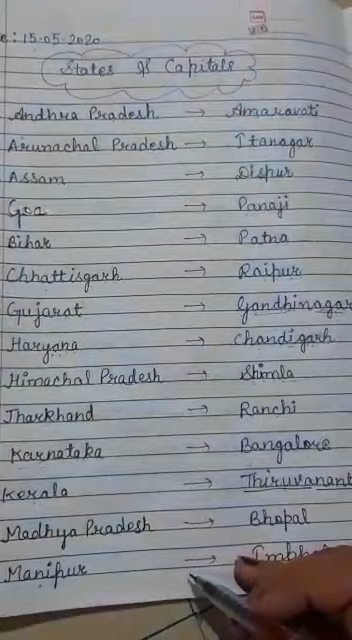 : 15.05.2020
States & Capitals
Andhra Pradesh → Amaravati
Arunachal Pradesh → Itanagar
Assam → Dispur
Goa → Panaji
Bihar → Patna
Chhattisgarh → Raipur
Gujarat → Gandhinagar
Haryana → Chandigarh
Himachal Pradesh → Shimla
Jharkhand → Ranchi
Karnataka → Bangalore
Kerala → Thiruvanant
Madhya Pradesh → Bhopal
Manipur →